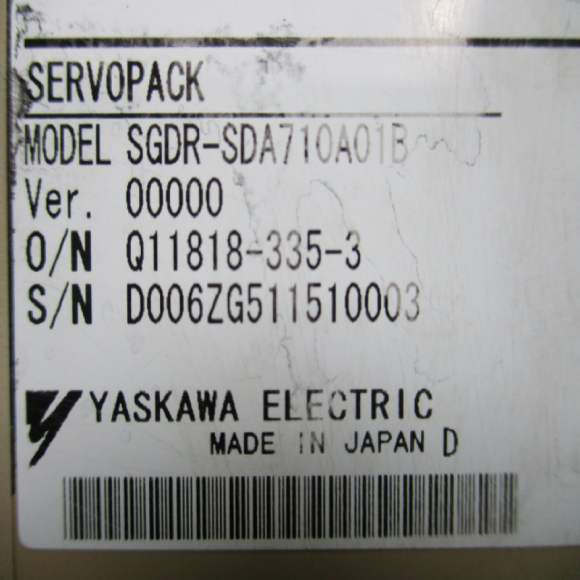 SERVOPACK
MODEL SGDR-SDA710A01B
Ver. 00000
O/N Q11818-335-3
S/N D006ZG511510003
YASKAWA ELECTRIC
MADE IN JAPAN D